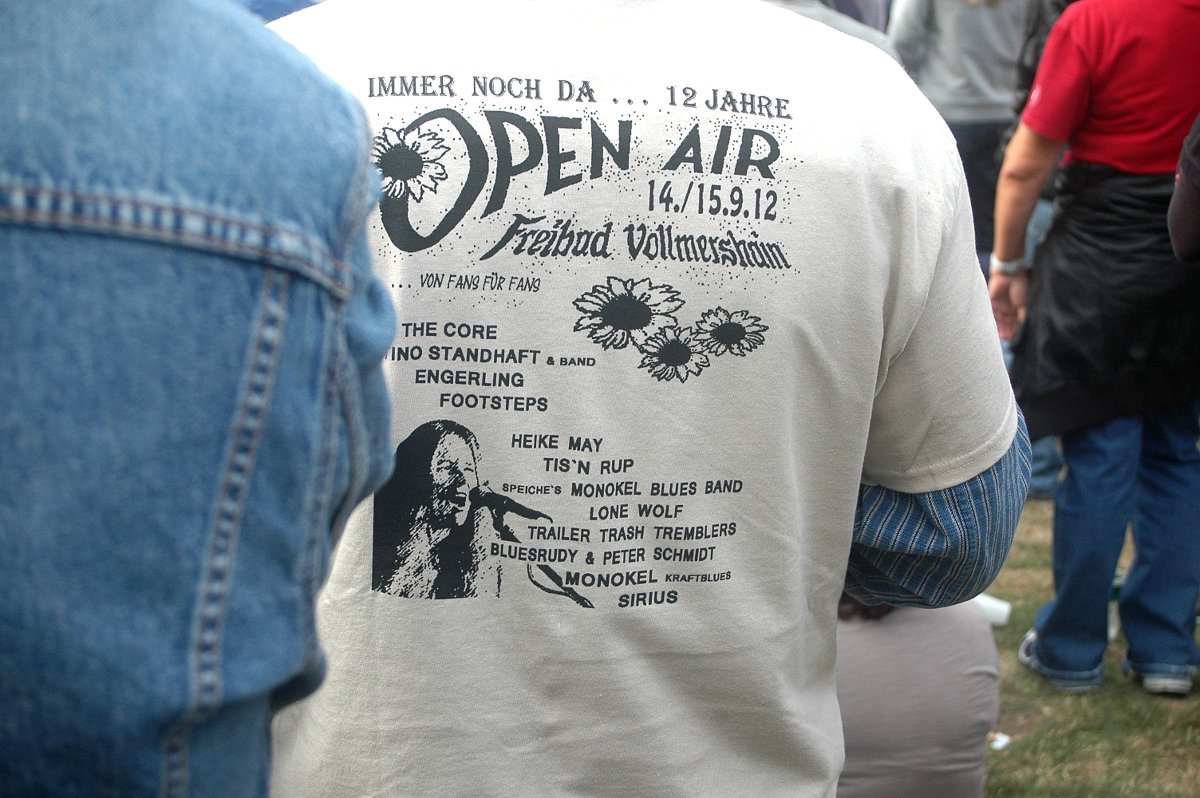 IMMER NOCH DA ... 12 JAHRE
OPEN AIR
14./15.9.12
Freibad Vollmershain
... VON FANS FÜR FANS
THE CORE
TINO STANDHAFT & BAND
ENGERLING
FOOTSTEPS
HEIKE MAY
TIS`N RUP
SPEICHE`S MONOKEL BLUES BAND
LONE WOLF
TRAILER TRASH TREMBLERS
BLUESRUDY & PETER SCHMIDT
MONOKEL KRAFTBLUES
SIRIUS